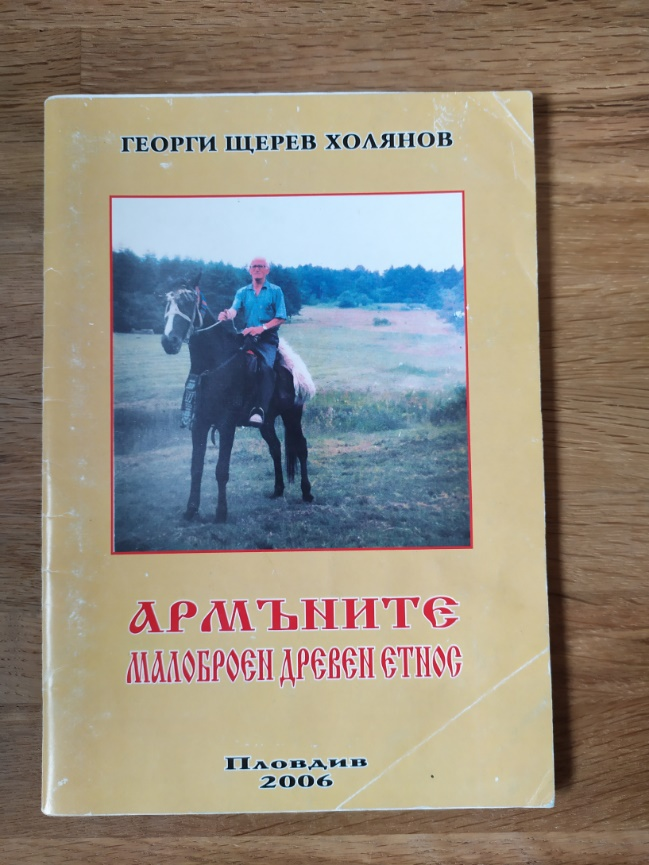 ГЕОРГИ ЩЕРЕВ ХОЛЯНОВ
АРМЪНИТЕ
МАЛОБРОЕН ДРЕВЕН ЕТНОС
Пловдив
2006